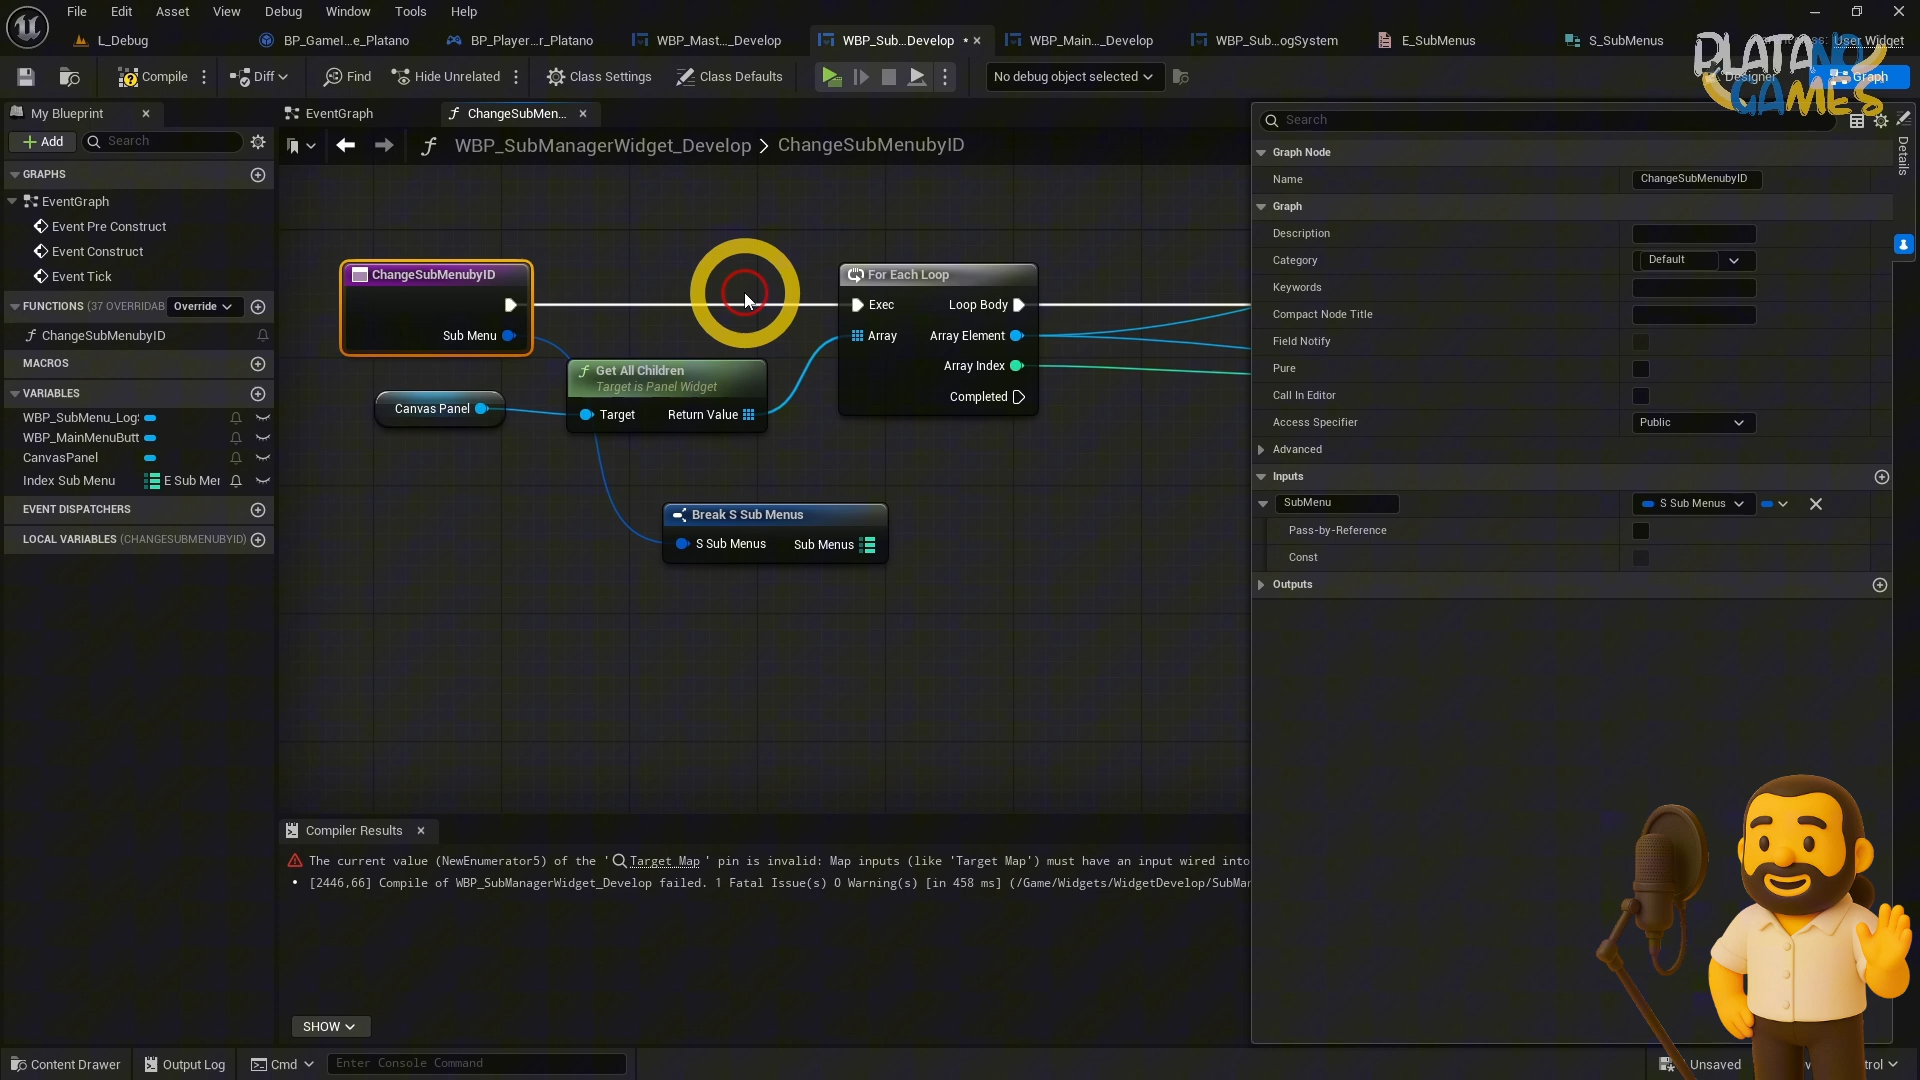 File Edit Asset View Debug Window Tools Help
L_Debug BP_GameI...e_Platano BP_Player...r_Platano WBP_Mast..._Develop WBP_Sub...Develop WBP_Main..._Develop WBP_Sub...ogSystem E_SubMenus S_SubMenus User Widget
PLATANO GAMES
Compile Diff Find Hide Unrelated Class Settings Class Defaults No debug object selected Designer Graph
My Blueprint EventGraph ChangeSubMen...
Add Search WBP_SubManagerWidget_Develop > ChangeSubMenubyID
Search
Details
GRAPHS
EventGraph
Event Pre Construct
Event Construct
Event Tick
FUNCTIONS (37 OVERRIDAB Override
ChangeSubMenubyID
MACROS
VARIABLES
WBP_SubMenu_Log
WBP_MainMenuButt
CanvasPanel
Index Sub Menu E Sub Mer
EVENT DISPATCHERS
LOCAL VARIABLES (CHANGESUBMENUBYID)
ChangeSubMenubyID
Sub Menu
Canvas Panel
Get All Children
Target is Panel Widget
Target Return Value
For Each Loop
Exec Loop Body
Array Array Element
Array Index
Completed
Break S Sub Menus
S Sub Menus Sub Menus
Graph Node
Name ChangeSubMenubyID
Graph
Description
Category Default
Keywords
Compact Node Title
Field Notify
Pure
Call In Editor
Access Specifier Public
Advanced
Inputs
SubMenu S Sub Menus
Pass-by-Reference
Const
Outputs
Compiler Results
The current value (NewEnumerator5) of the ' Target Map ' pin is invalid: Map inputs (like 'Target Map') must have an input wired into
[2446,66] Compile of WBP_SubManagerWidget_Develop failed. 1 Fatal Issue(s) 0 Warning(s) [in 458 ms] (/Game/Widgets/WidgetDevelop/SubMan
SHOW
Content Drawer Output Log Cmd Enter Console Command Unsaved